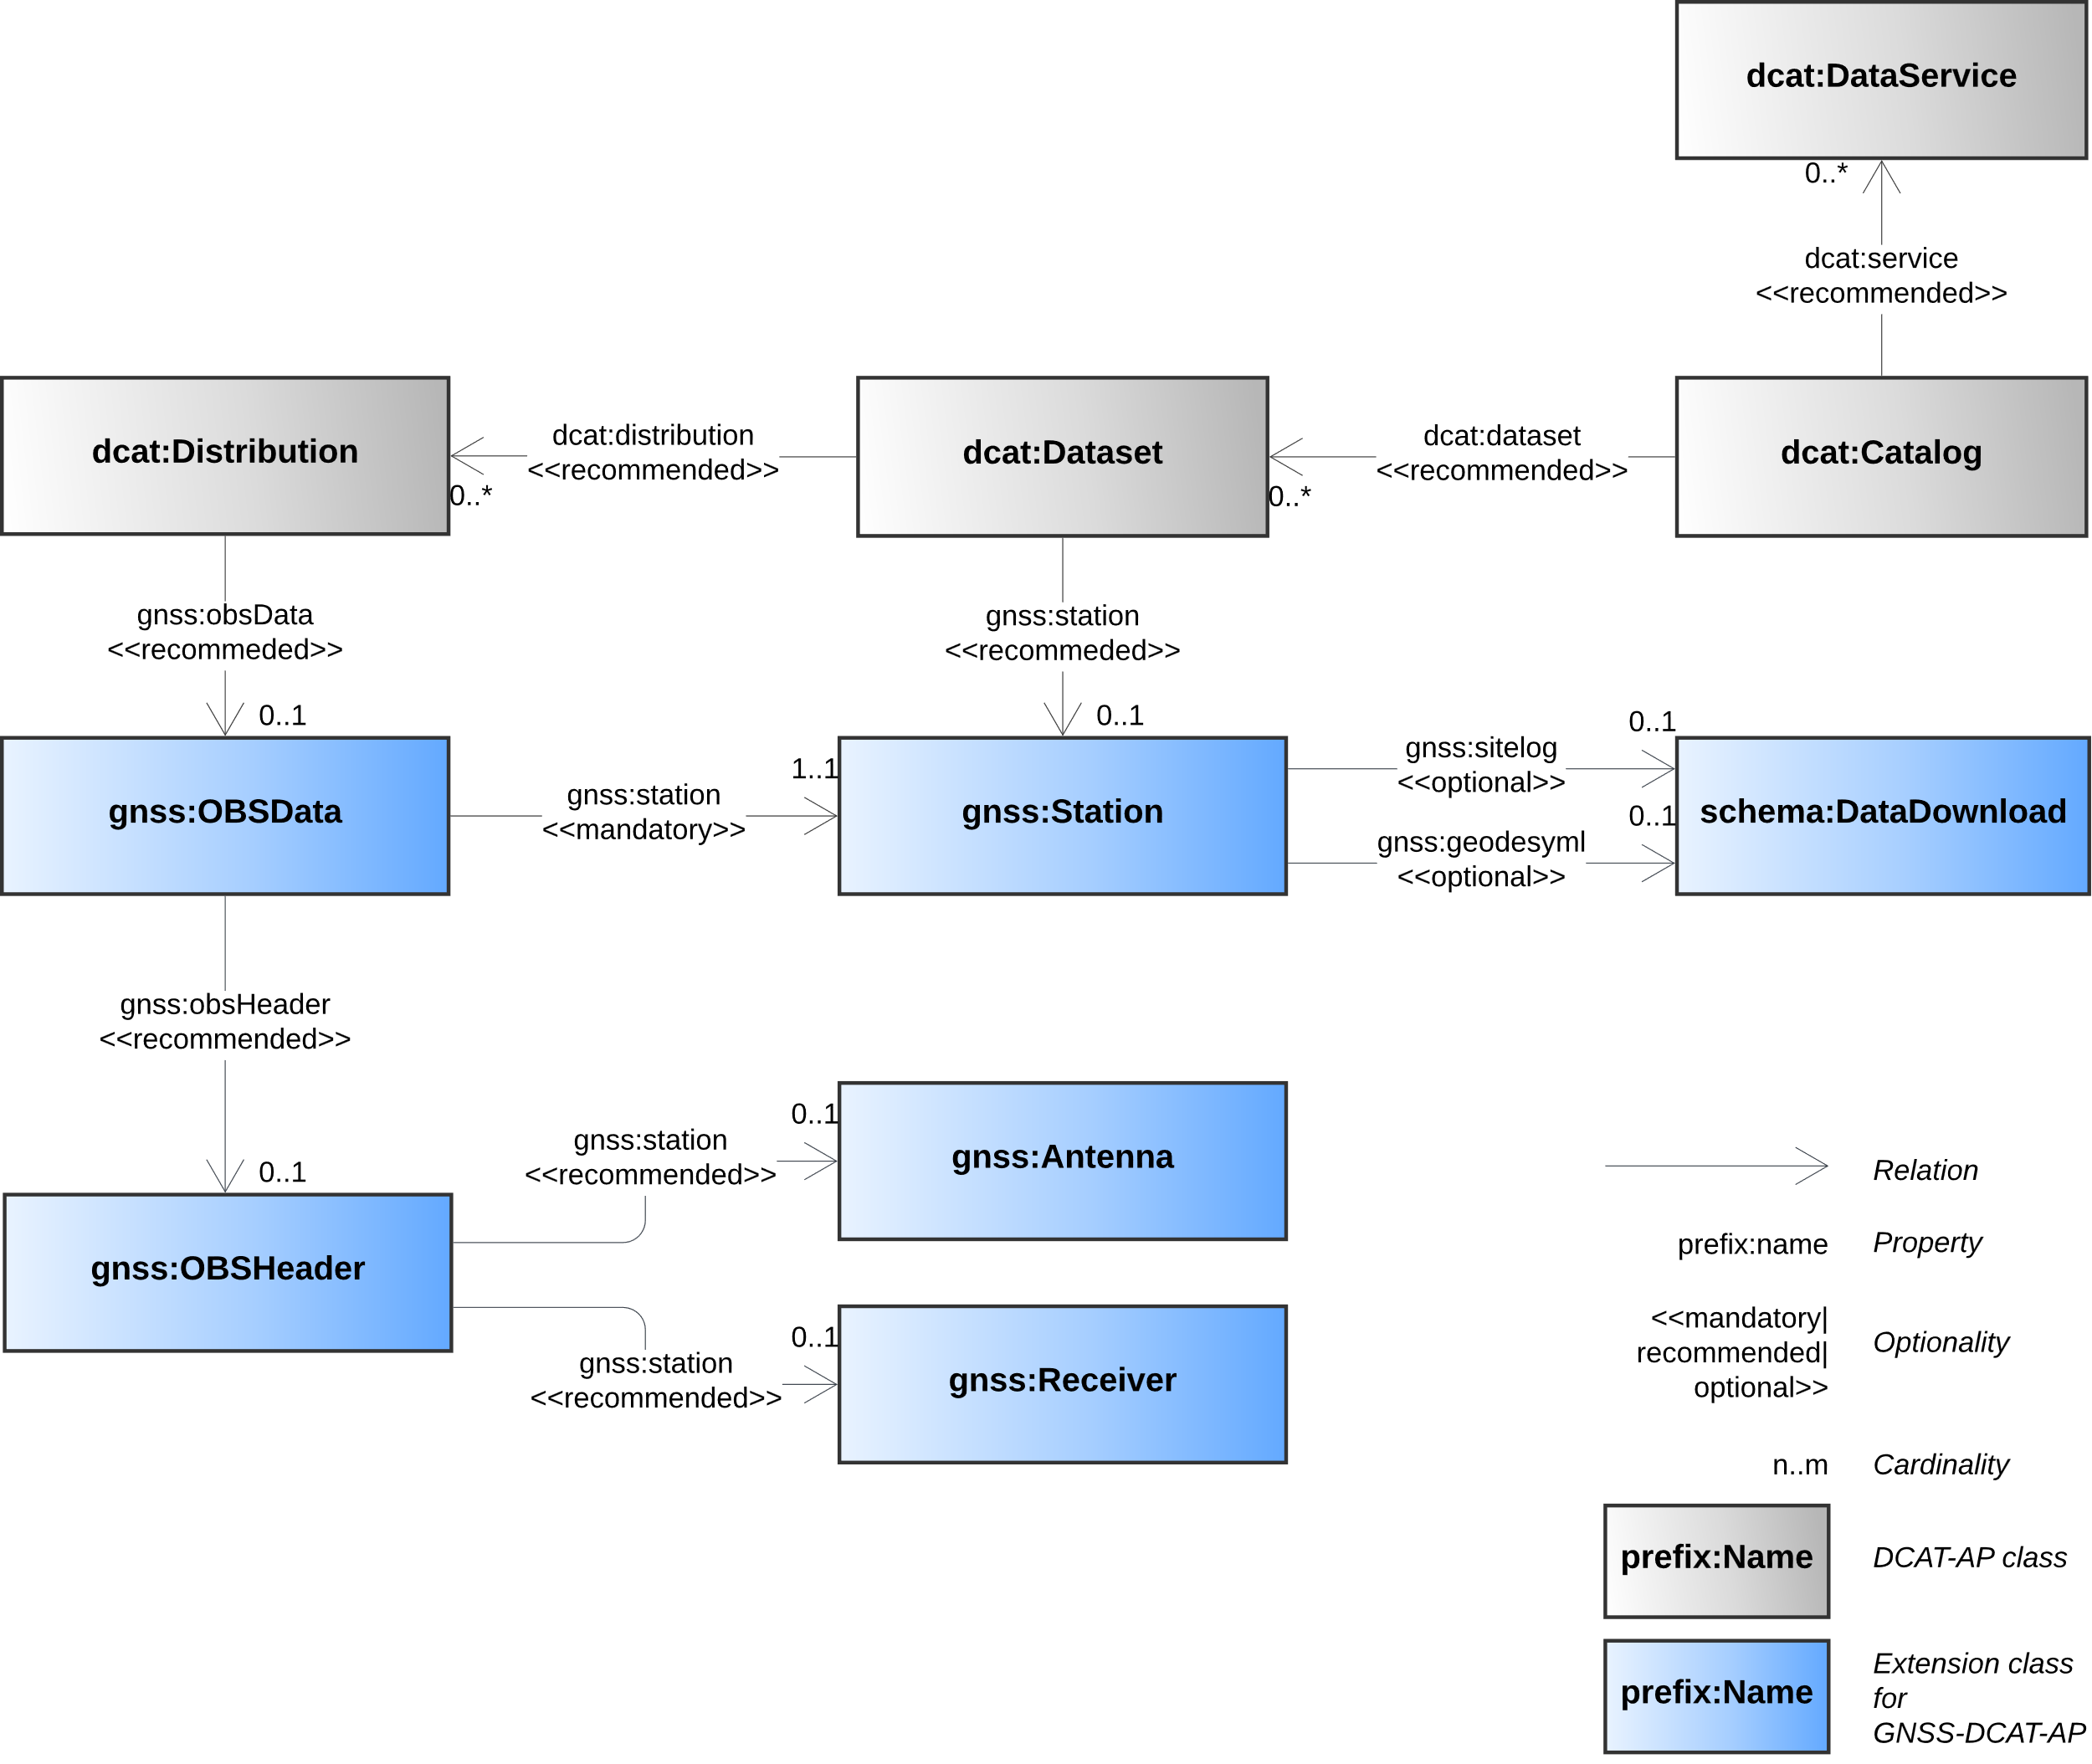 dcat:DataService
0..*
dcat:service
<<recommended>>
dcat:Distribution
dcat:distribution
<<recommended>>
0..*
dcat:Dataset
dcat:dataset
<<recommended>>
0..*
dcat:Catalog
gnss:obsData
<<recommeded>>
0..1
gnss:station
<<recommeded>>
0..1
gnss:OBSData
gnss:station
<<mandatory>>
1..1
gnss:Station
gnss:sitelog
<<optional>>
0..1
gnss:geodesyml
<<optional>>
0..1
schema:DataDownload
gnss:obsHeader
<<recommended>>
0..1
gnss:OBSHeader
gnss:station
<<recommended>>
0..1
gnss:Antenna
gnss:station
<<recommended>>
0..1
gnss:Receiver
Relation
prefix:name
Property
<<mandatory|
recommended|
optional>>
Optionality
n..m
Cardinality
prefix:Name
DCAT-AP class
prefix:Name
Extension class
for
GNSS-DCAT-AP